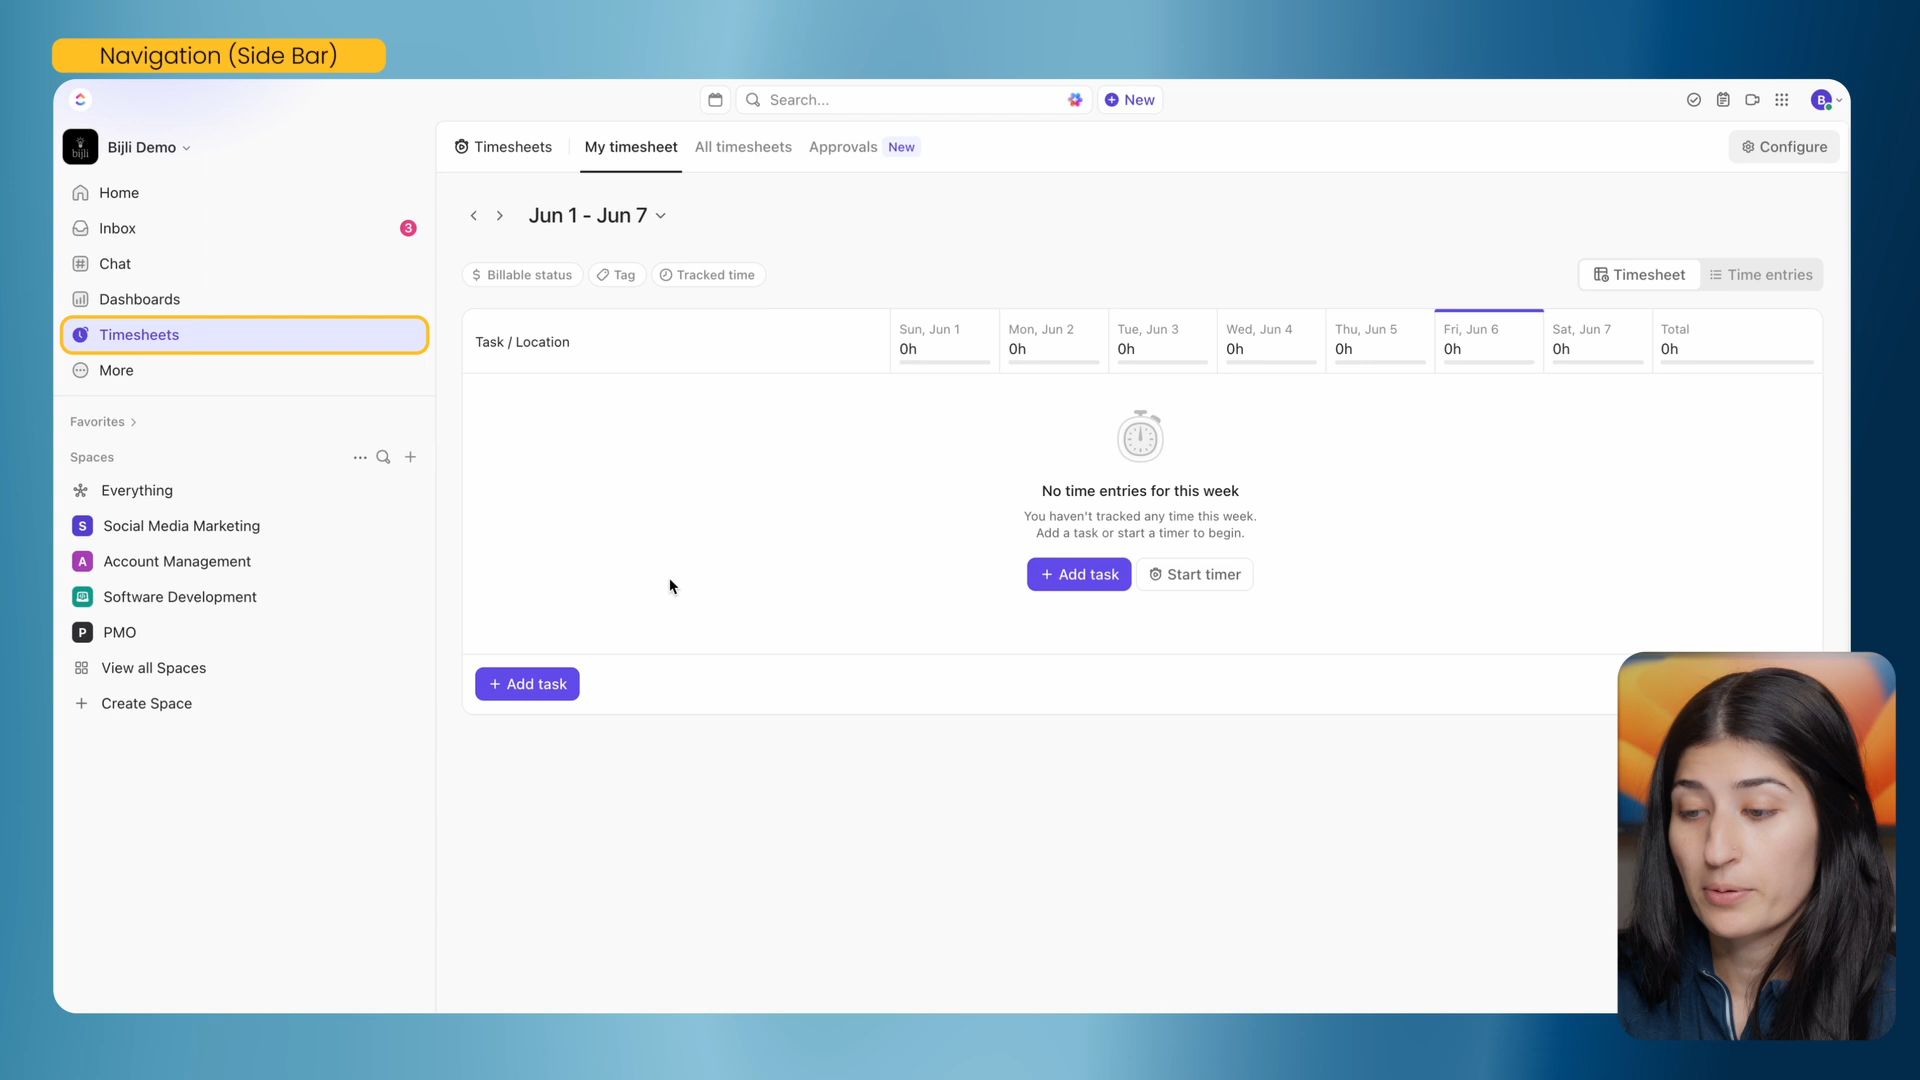 Navigation (Side Bar)
Search...
New
B
bijli
Bijli Demo
Timesheets
My timesheet
All timesheets
Approvals
New
Configure
Home
Inbox
3
Chat
Dashboards
Timesheets
More
Favorites
Spaces
Everything
S
Social Media Marketing
A
Account Management
Software Development
P
PMO
View all Spaces
Create Space
Jun 1 - Jun 7
$ Billable status
Tag
Tracked time
Timesheet
Time entries
Task / Location
Sun, Jun 1
0h
Mon, Jun 2
0h
Tue, Jun 3
0h
Wed, Jun 4
0h
Thu, Jun 5
0h
Fri, Jun 6
0h
Sat, Jun 7
0h
Total
0h
No time entries for this week
You haven't tracked any time this week.
Add a task or start a timer to begin.
+ Add task
Start timer
+ Add task